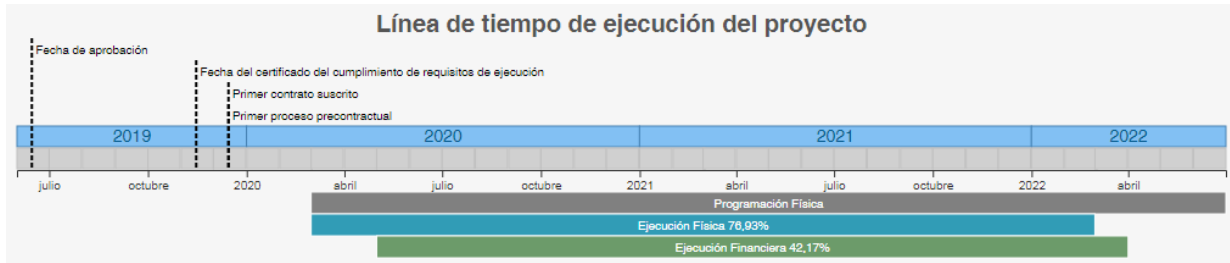 Línea de tiempo de ejecución del proyecto
Fecha de aprobación
Fecha del certificado del cumplimiento de requisitos de ejecución
Primer contrato suscrito
Primer proceso precontractual
2019 2020 2021 2022
julio octubre 2020 abril julio octubre 2021 abril julio octubre 2022 abril
Programación Física
Ejecución Física 76,93%
Ejecución Financiera 42,17%